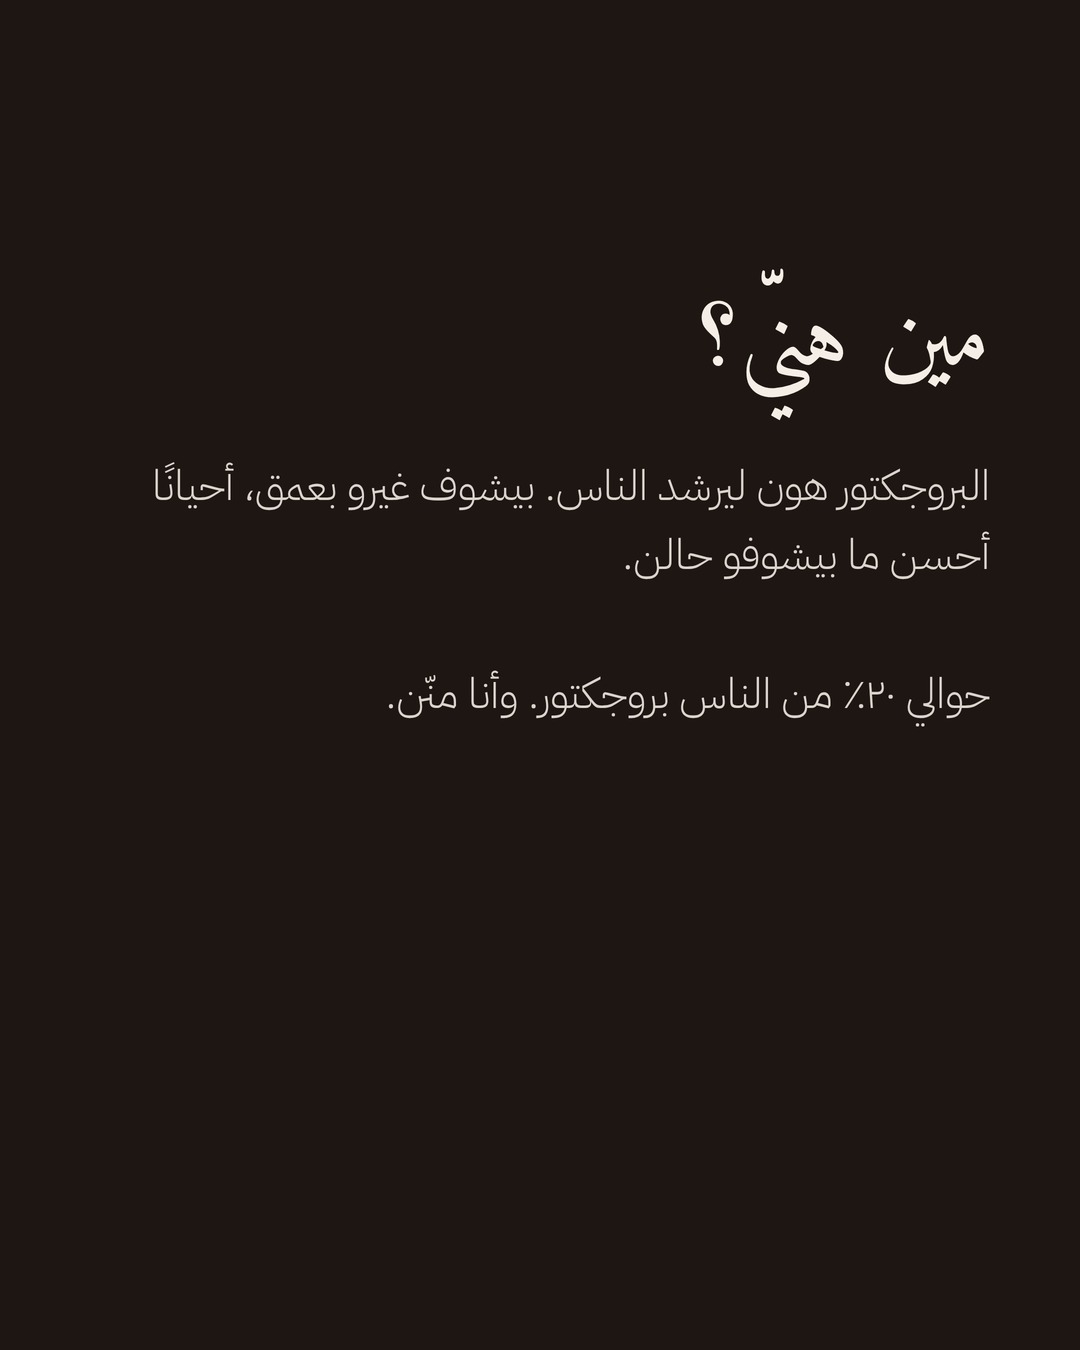 مين هنيّ؟
البروجكتور هون ليرشد الناس. بيشوف غيرو بعمق، أحيانًا
أحسن ما بيشوفو حالن.
حوالي ٢٠٪ من الناس بروجكتور. وأنا منّن.